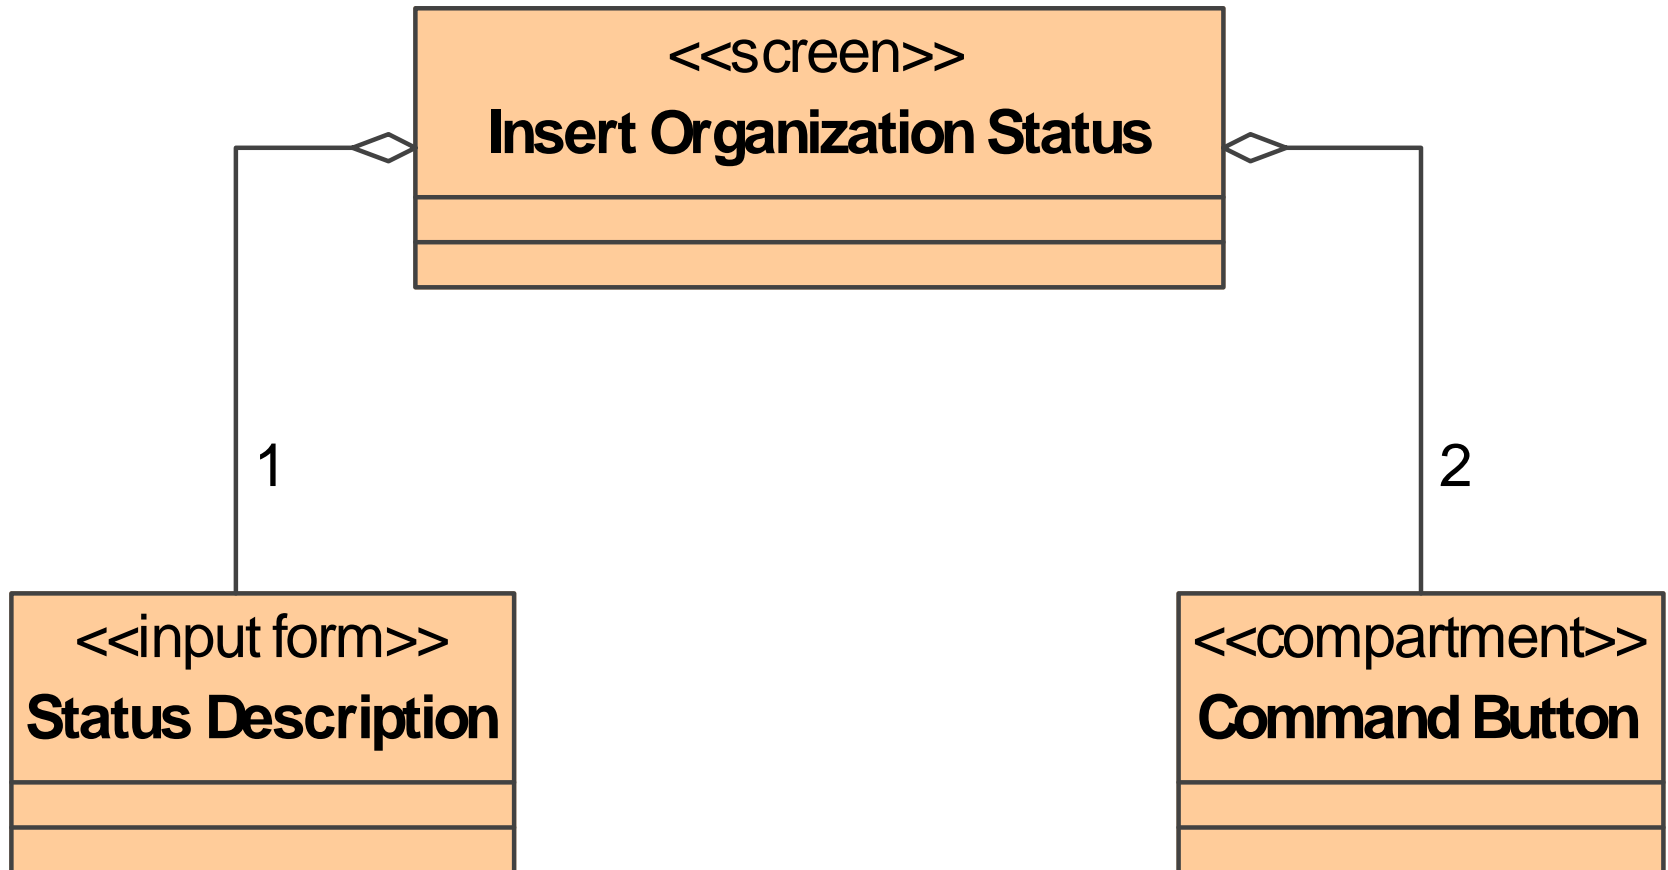 <<screen>>
Insert Organization Status
1
2
<<input form>>
Status Description
<<compartment>>
Command Button